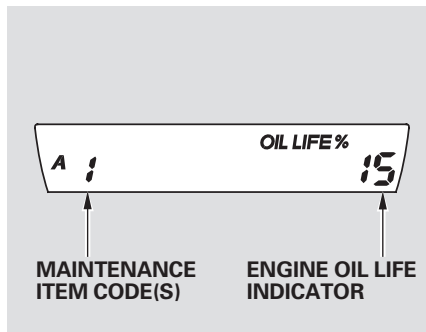 OIL LIFE %
A 1 15
MAINTENANCE ITEM CODE(S)
ENGINE OIL LIFE INDICATOR